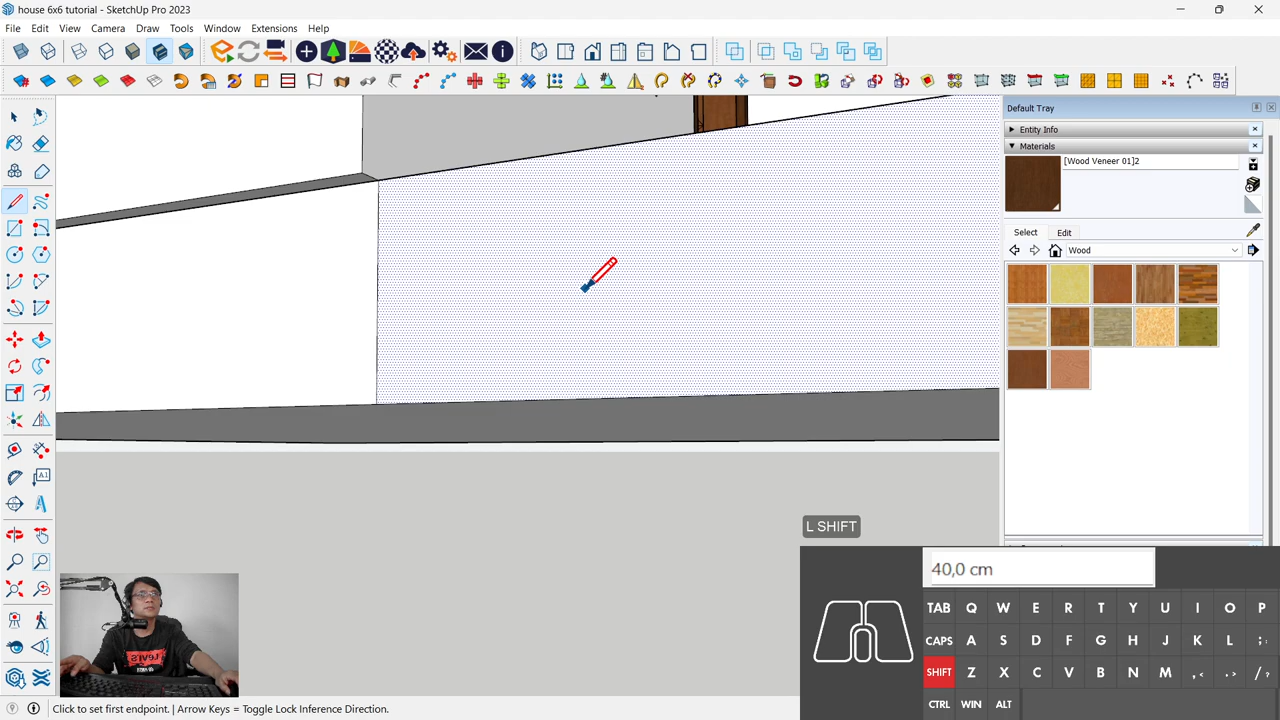 house 6x6 tutorial - SketchUp Pro 2023
File Edit View Camera Draw Tools Window Extensions Help
Default Tray
Entity Info
Materials
[Wood Veneer 01]2
Select Edit
Wood
L SHIFT
40,0 cm
TAB Q W E R T Y U I O P
CAPS A S D F G H J K L ; :
SHIFT Z X C V B N M , < . > / ?
CTRL WIN ALT
Click to set first endpoint. | Arrow Keys = Toggle Lock Inference Direction.